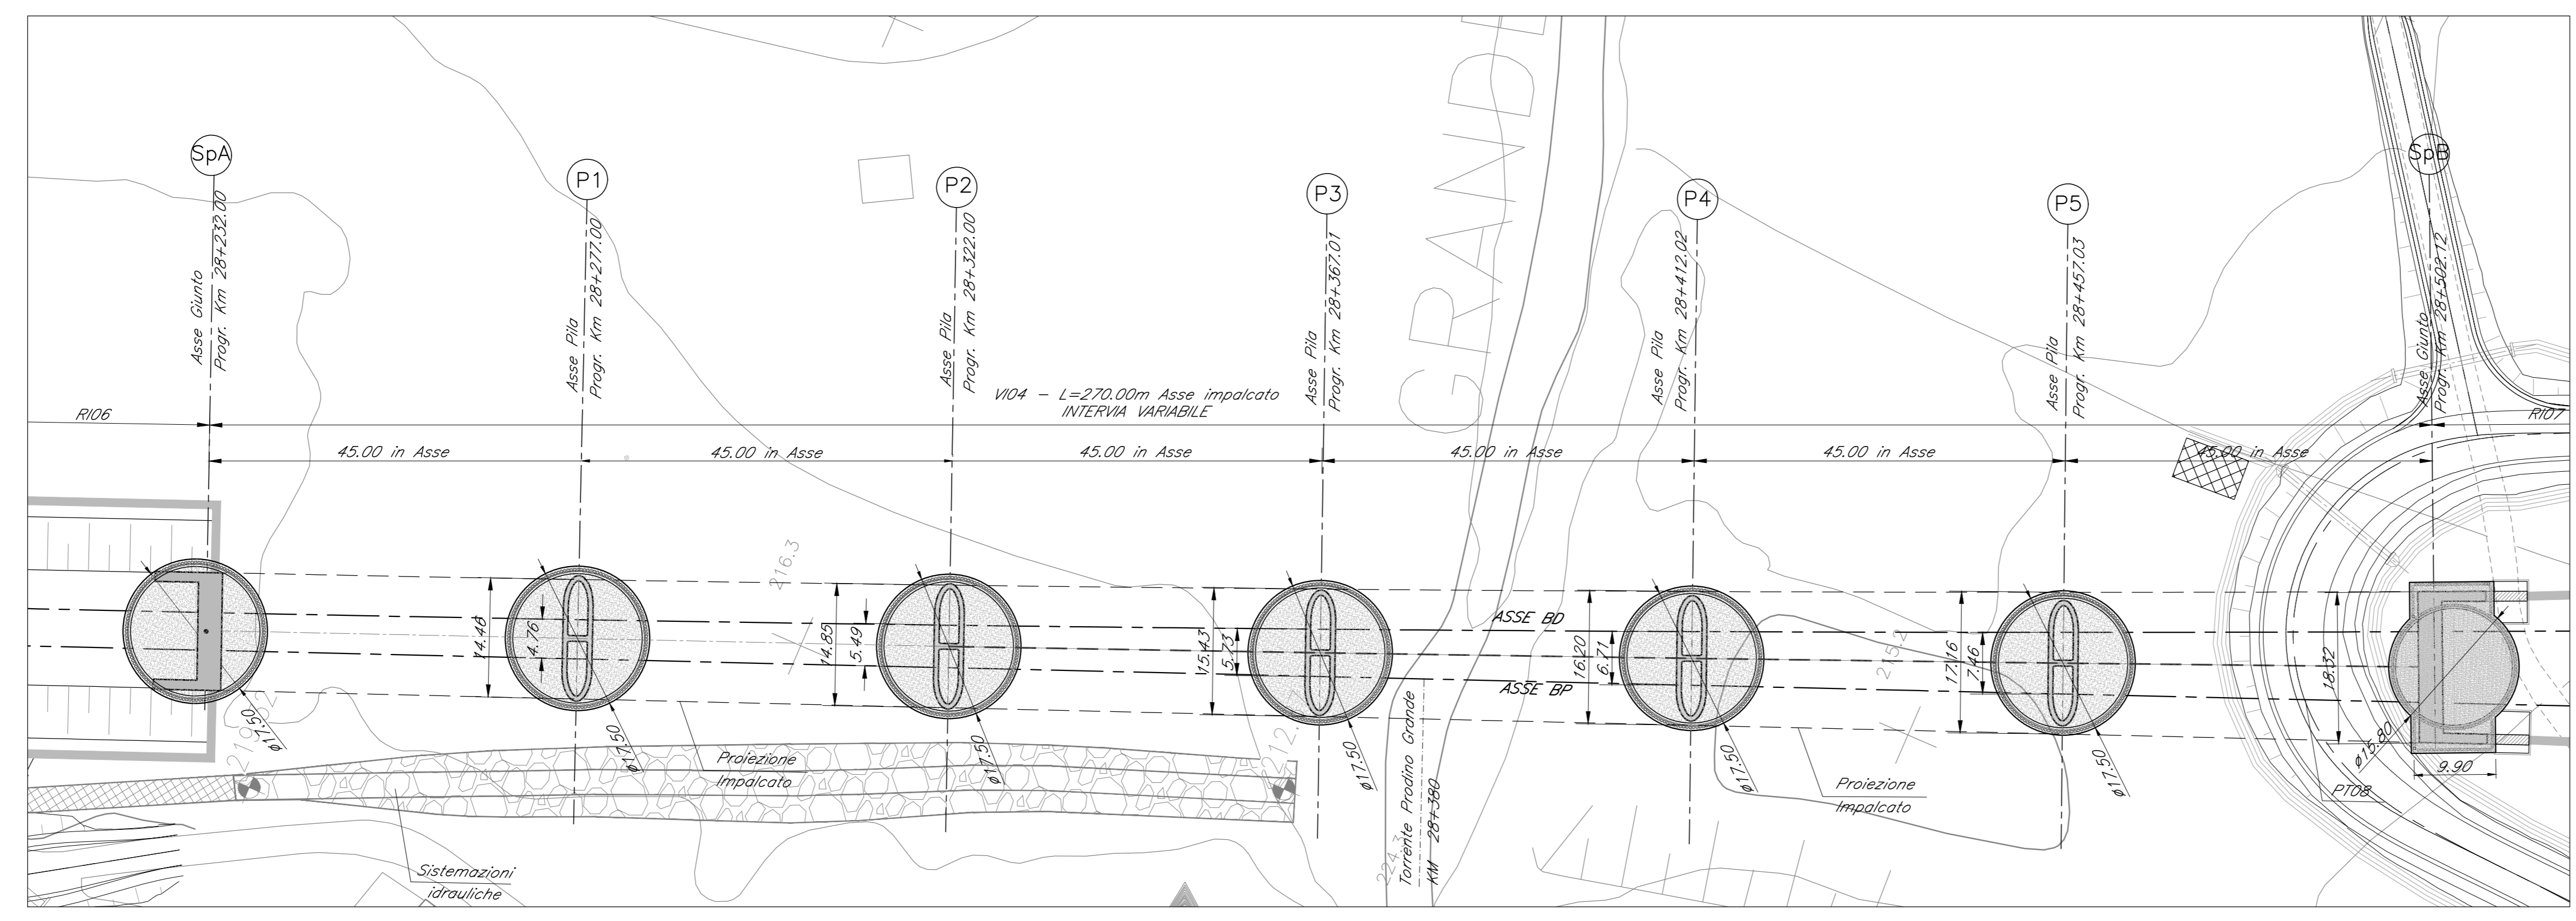 SpA
P1
P2
P3
P4
P5
SpB
Asse Giunto
Progr. Km 28+232.00
Asse Pila
Progr. Km 28+277.00
Asse Pila
Progr. Km 28+322.00
Asse Pila
Progr. Km 28+367.01
Asse Pila
Progr. Km 28+412.02
Asse Pila
Progr. Km 28+457.03
Asse Giunto
Progr. Km 28+502.12
GRANDE
RI06
VI04 - L=270.00m Asse impalcato
INTERVIA VARIABILE
RI07
45.00 in Asse
45.00 in Asse
45.00 in Asse
45.00 in Asse
45.00 in Asse
45.00 in Asse
216.3
14.46
4.76
14.85
5.49
15.43
5.73
ASSE BD
ASSE BP
16.20
6.71
215.2
17.16
7.46
18.32
ø17.50
ø17.50
ø17.50
ø17.50
ø17.50
ø17.50
ø15.80
9.90
PT08
Proiezione
Impalcato
Proiezione
Impalcato
Torrente Prodino Grande
KM 28+380
224.3
Sistemazioni
idrauliche